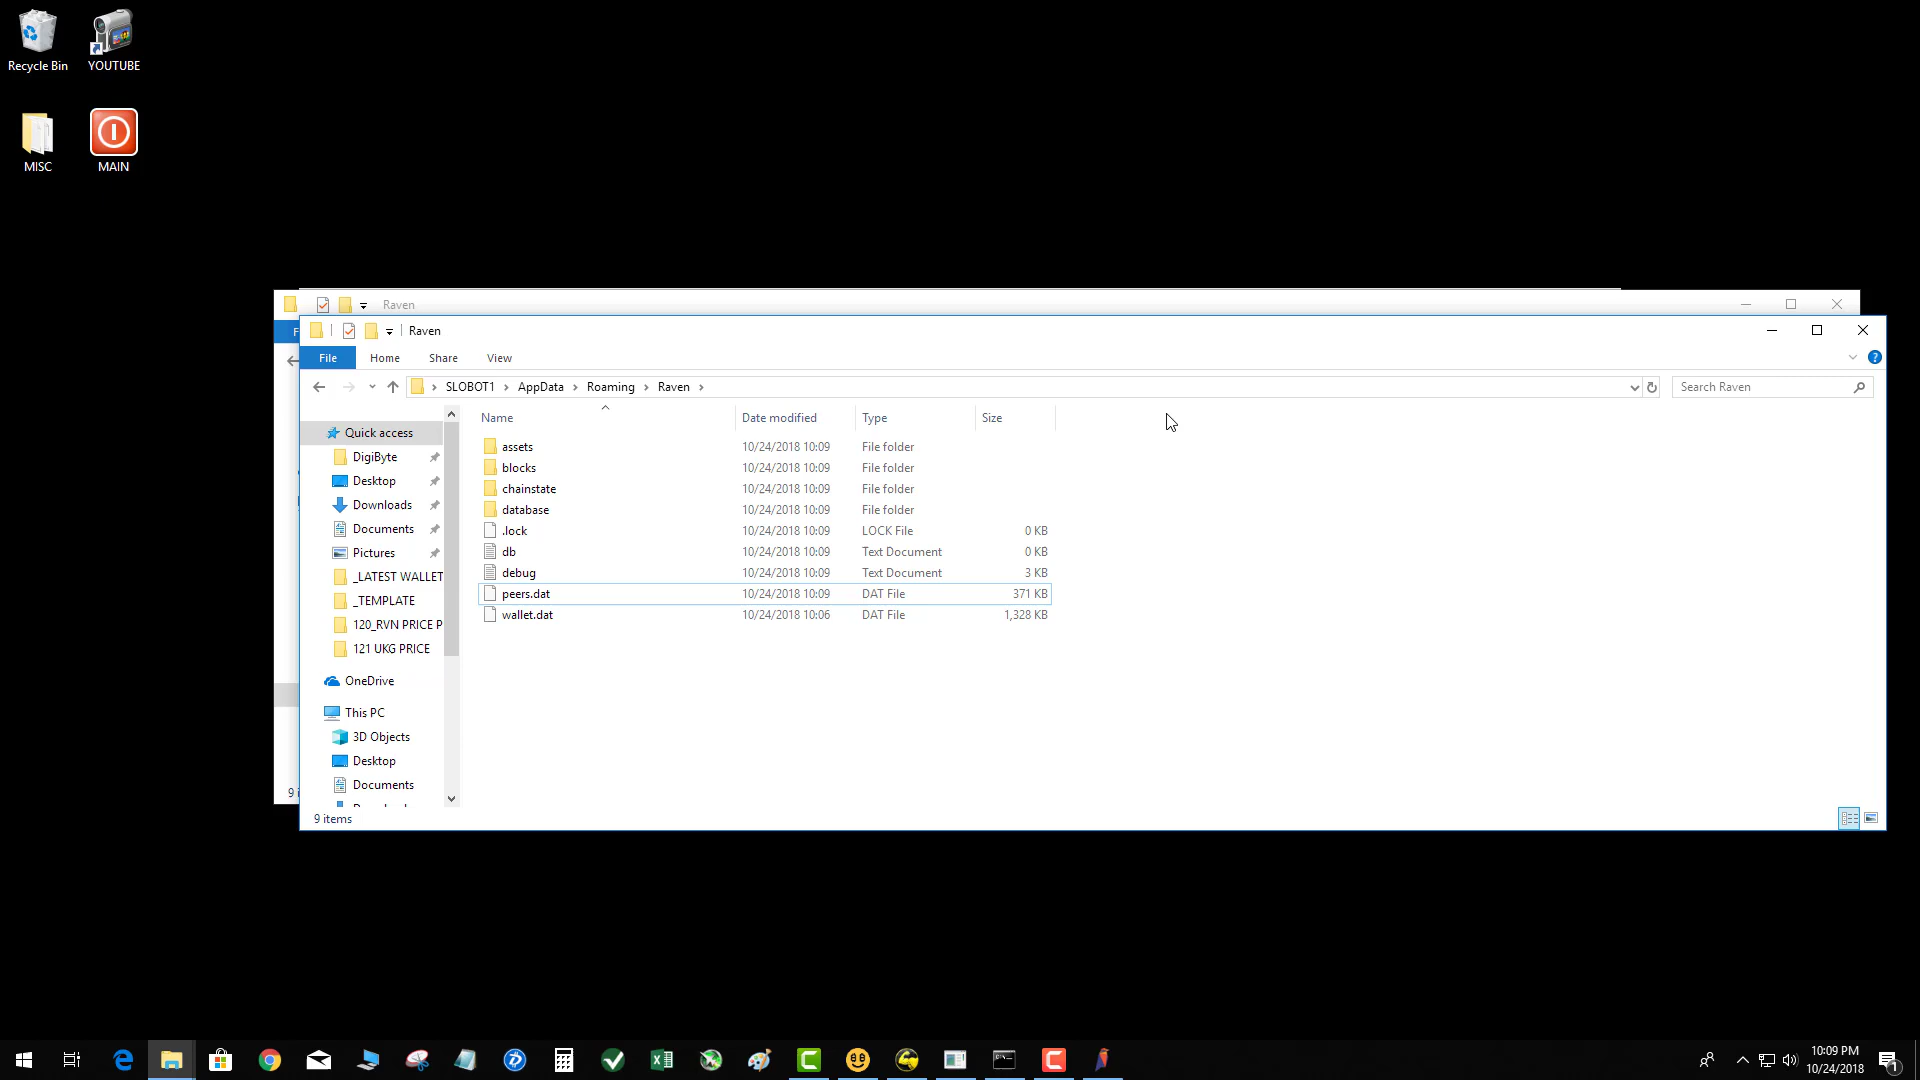 Recycle Bin
YOUTUBE
MISC
MAIN
Raven
F
Raven
File
Home
Share
View
SLOBOT1 > AppData > Roaming > Raven >
Search Raven
Name
Date modified
Type
Size
Quick access
DigiByte
Desktop
Downloads
Documents
Pictures
_LATEST WALLET
_TEMPLATE
120_RVN PRICE P
121 UKG PRICE
OneDrive
This PC
3D Objects
Desktop
Documents
assets 10/24/2018 10:09 File folder
blocks 10/24/2018 10:09 File folder
chainstate 10/24/2018 10:09 File folder
database 10/24/2018 10:09 File folder
.lock 10/24/2018 10:09 LOCK File 0 KB
db 10/24/2018 10:09 Text Document 0 KB
debug 10/24/2018 10:09 Text Document 3 KB
peers.dat 10/24/2018 10:09 DAT File 371 KB
wallet.dat 10/24/2018 10:06 DAT File 1,328 KB
9 i
9 items
10:09 PM
10/24/2018
1